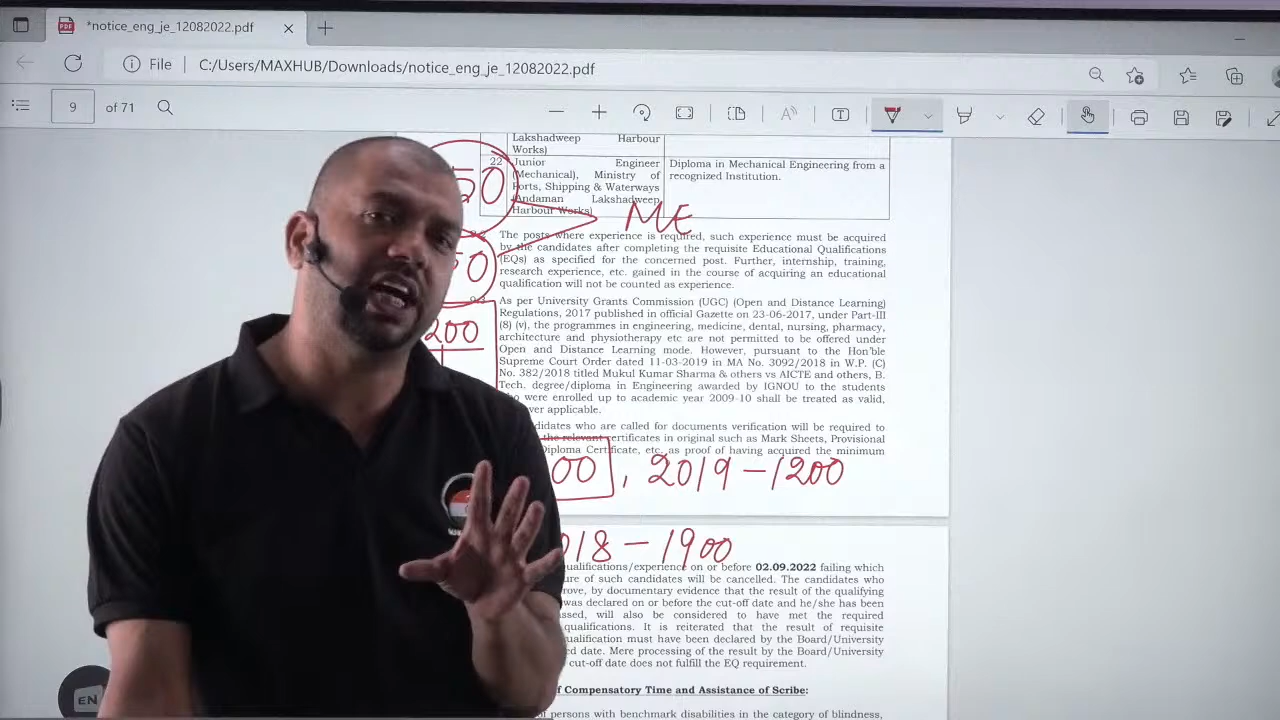 *notice_eng_je_12082022.pdf
File
C:/Users/MAXHUB/Downloads/notice_eng_je_12082022.pdf
9 of 71
Lakshadweep Harbour
Works)
22 Junior Engineer
(Mechanical), Ministry of
Ports, Shipping & Waterways
(Andaman Lakshadweep
Harbour Works)
Diploma in Mechanical Engineering from a
recognized Institution.
50
ME
The posts where experience is required, such experience must be acquired
by the candidates after completing the requisite Educational Qualifications
(EQs) as specified for the concerned post. Further, internship, training,
research experience, etc. gained in the course of acquiring an educational
qualification will not be counted as experience.
50
As per University Grants Commission (UGC) (Open and Distance Learning)
Regulations, 2017 published in official Gazette on 23-06-2017, under Part-III
(8) (v), the programmes in engineering, medicine, dental, nursing, pharmacy,
architecture and physiotherapy etc are not permitted to be offered under
Open and Distance Learning mode. However, pursuant to the Hon'ble
Supreme Court Order dated 11-03-2019 in MA No. 3092/2018 in W.P. (C)
No. 382/2018 titled Mukul Kumar Sharma & others vs AICTE and others, B.
Tech. degree/diploma in Engineering awarded by IGNOU to the students
who were enrolled up to academic year 2009-10 shall be treated as valid,
applicable.
200
who are called for documents verification will be required to
the relevant certificates in original such as Mark Sheets, Provisional
Diploma Certificate, etc. as proof of having acquired the minimum
00 , 2019 – 1200
018 – 1900
qualifications/experience on or before 02.09.2022 failing which
of such candidates will be cancelled. The candidates who
by documentary evidence that the result of the qualifying
was declared on or before the cut-off date and he/she has been
will also be considered to have met the required
qualifications. It is reiterated that the result of requisite
qualification must have been declared by the Board/University
date. Mere processing of the result by the Board/University
cut-off date does not fulfill the EQ requirement.
EN
of Compensatory Time and Assistance of Scribe:
persons with benchmark disabilities in the category of blindness,